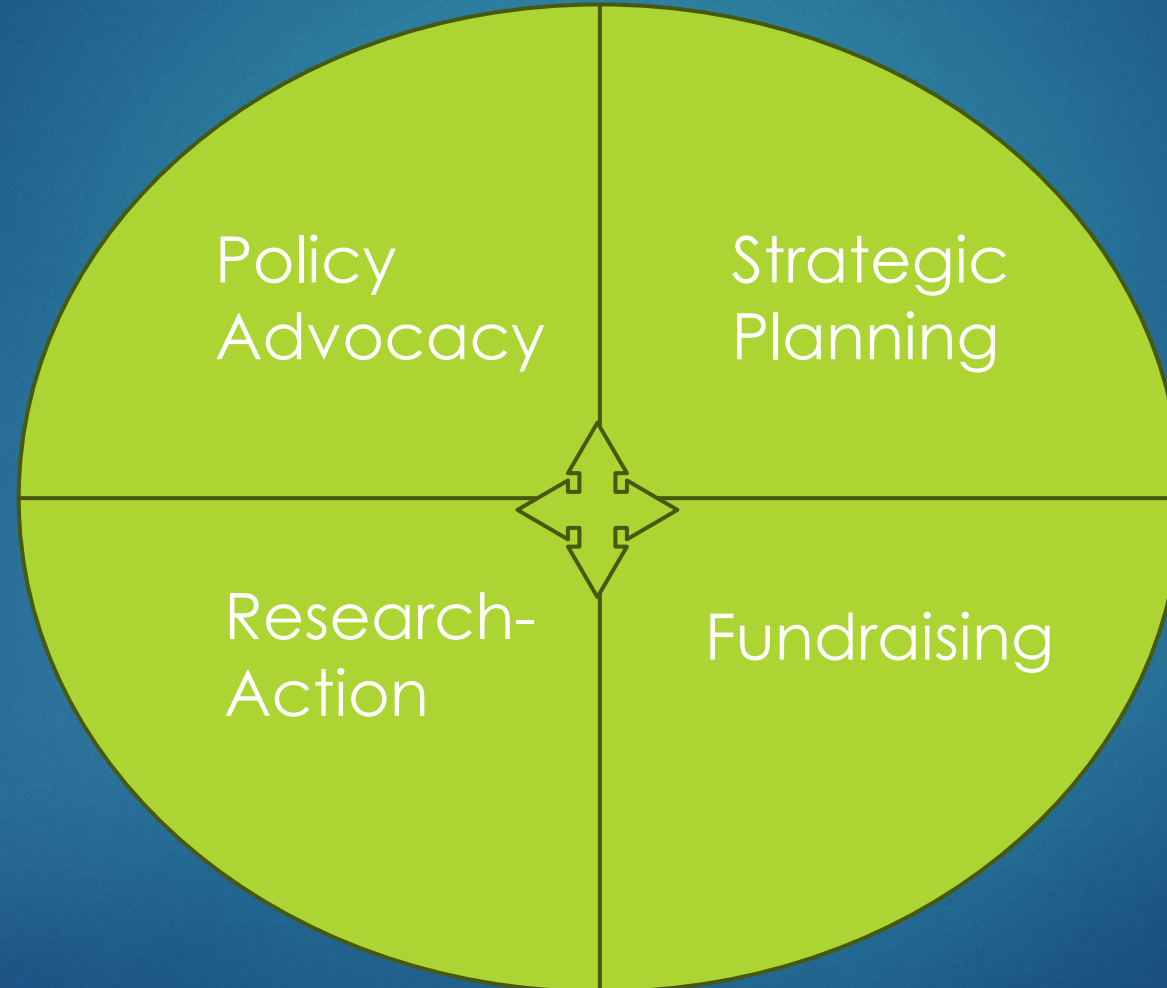 Policy
Advocacy
Strategic
Planning
Research-
Action
Fundraising